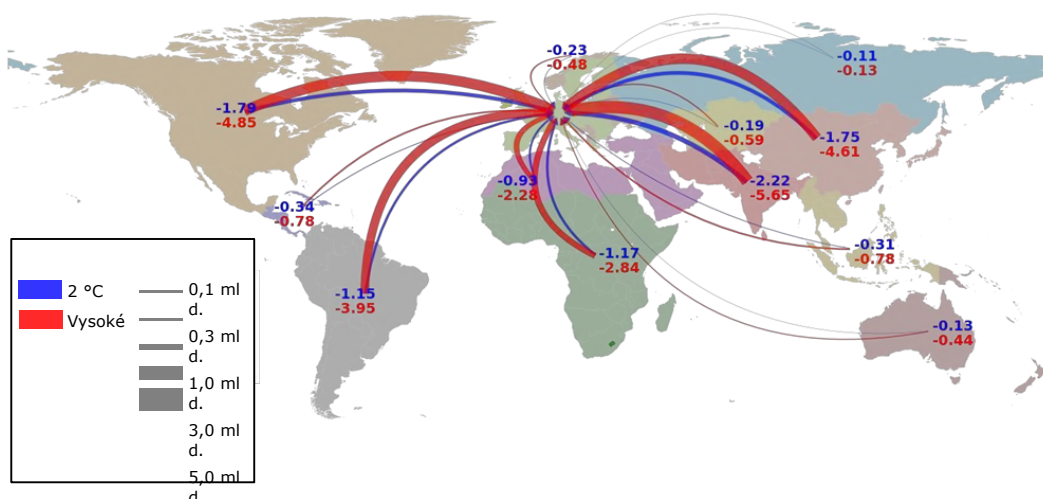 -0.23
-0.48
-0.11
-0.13
-1.79
-4.85
-0.19
-0.59
-1.75
-4.61
-0.93
-2.28
-2.22
-5.65
-0.34
-0.78
-0.31
-0.78
-1.17
-2.84
-1.15
-3.95
-0.13
-0.44
2 °C
Vysoké
0,1 ml
d.
0,3 ml
d.
1,0 ml
d.
3,0 ml
d.
5,0 ml
d.